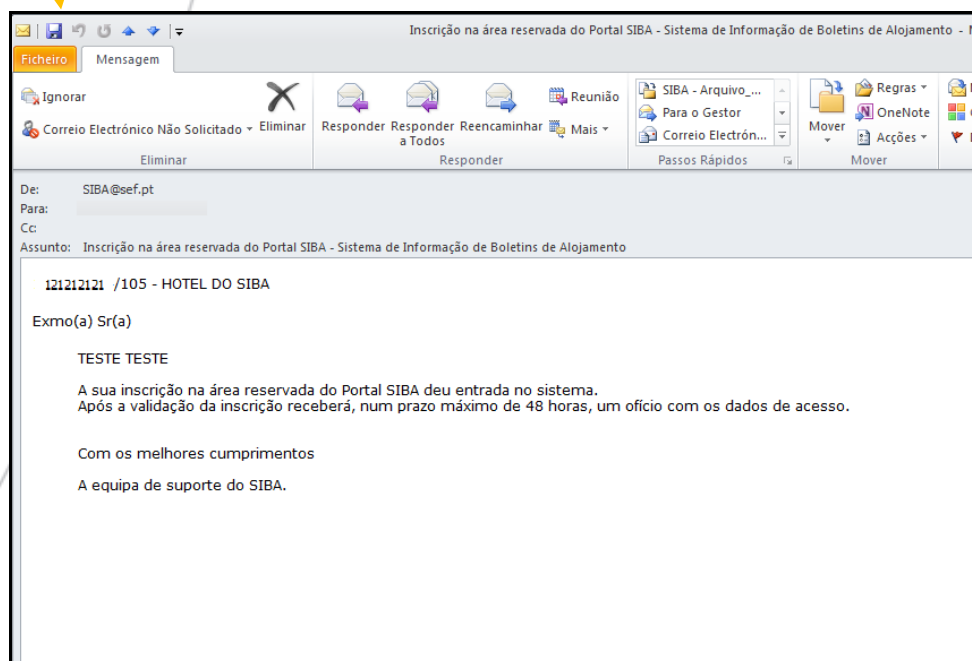 Inscrição na área reservada do Portal SIBA - Sistema de Informação de Boletins de Alojamento -
Ficheiro Mensagem
Ignorar
Correio Electrónico Não Solicitado Eliminar
Eliminar
Responder Responder a Todos Reencaminhar
Reunião
Mais
Responder
SIBA - Arquivo_...
Para o Gestor
Correio Electrón...
Passos Rápidos
Mover
Regras
OneNote
Acções
Mover
De: SIBA@sef.pt
Para:
Cc:
Assunto: Inscrição na área reservada do Portal SIBA - Sistema de Informação de Boletins de Alojamento
121212121 /105 - HOTEL DO SIBA
Exmo(a) Sr(a)
TESTE TESTE
A sua inscrição na área reservada do Portal SIBA deu entrada no sistema.
Após a validação da inscrição receberá, num prazo máximo de 48 horas, um ofício com os dados de acesso.
Com os melhores cumprimentos
A equipa de suporte do SIBA.